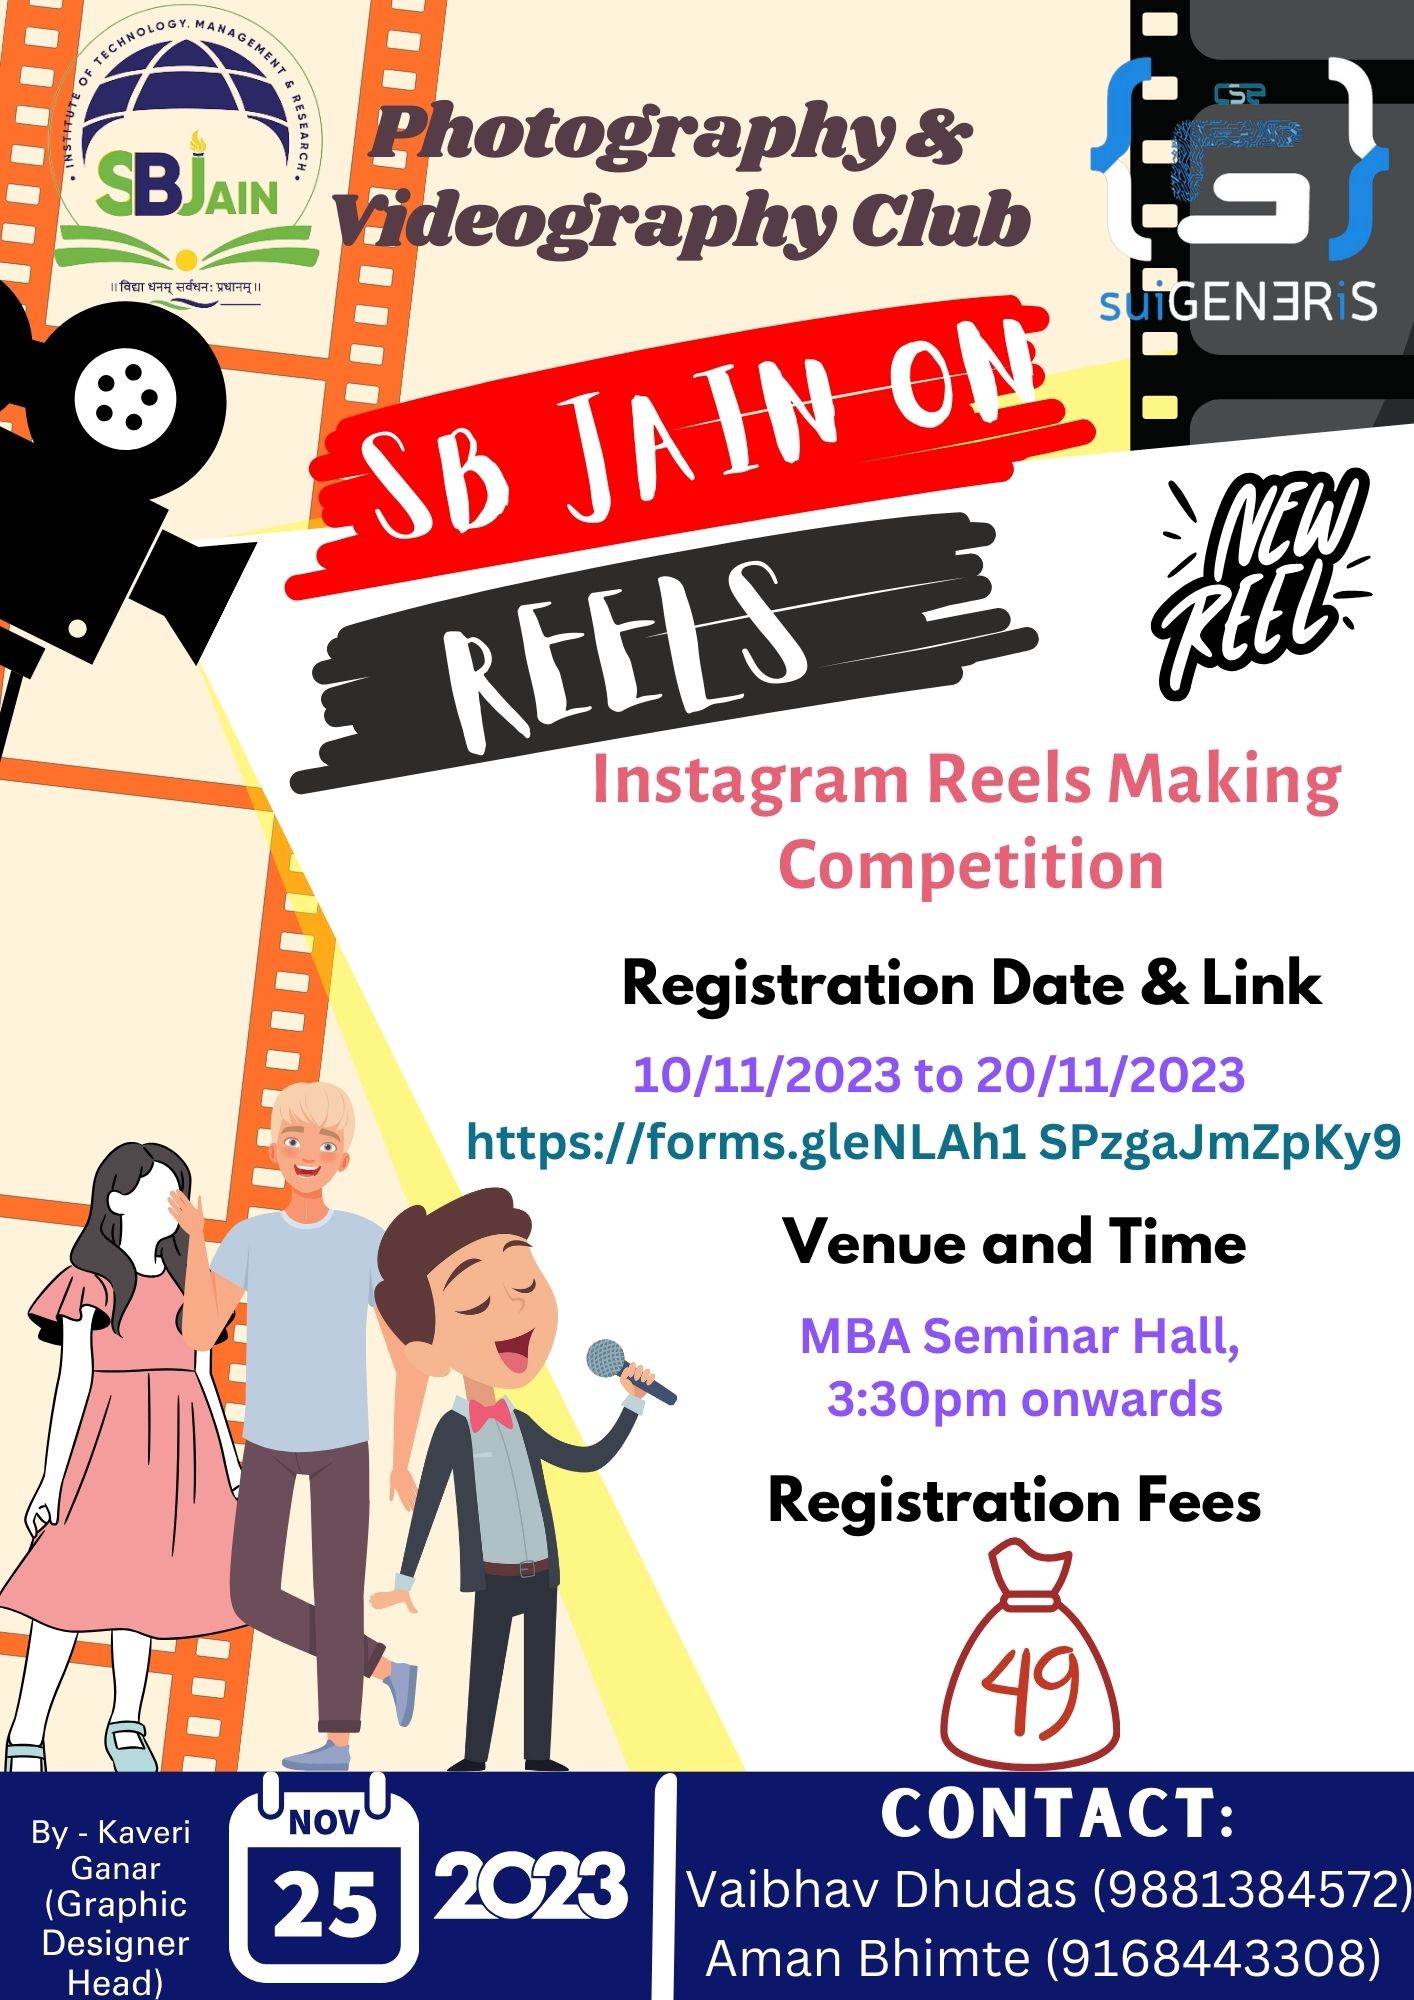 INSTITUTE OF TECHNOLOGY, MANAGEMENT & RESEARCH
SBJAIN
॥ विद्या धनम् सर्वधन: प्रधानम् ॥
Photography &
Videography Club
CSE
suiGENERiS
SB JAIN ON
REELS
NEW
REEL
Instagram Reels Making
Competition
Registration Date & Link
10/11/2023 to 20/11/2023
https://forms.gleNLAh1 SPzgaJmZpKy9
Venue and Time
MBA Seminar Hall,
3:30pm onwards
Registration Fees
49
By - Kaveri
Ganar
(Graphic
Designer
Head)
NOV
25
2023
CONTACT:
Vaibhav Dhudas (9881384572)
Aman Bhimte (9168443308)